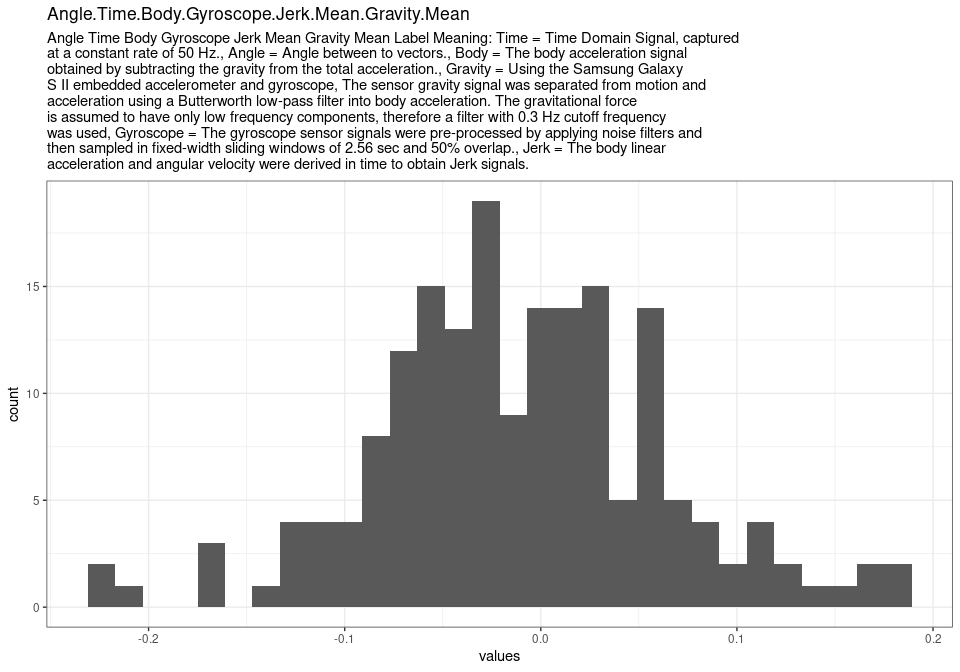 Angle.Time.Body.Gyroscope.Jerk.Mean.Gravity.Mean
Angle Time Body Gyroscope Jerk Mean Gravity Mean Label Meaning: Time = Time Domain Signal, captured
at a constant rate of 50 Hz., Angle = Angle between to vectors., Body = The body acceleration signal
obtained by subtracting the gravity from the total acceleration., Gravity = Using the Samsung Galaxy
S II embedded accelerometer and gyroscope, The sensor gravity signal was separated from motion and
acceleration using a Butterworth low-pass filter into body acceleration. The gravitational force
is assumed to have only low frequency components, therefore a filter with 0.3 Hz cutoff frequency
was used, Gyroscope = The gyroscope sensor signals were pre-processed by applying noise filters and
then sampled in fixed-width sliding windows of 2.56 sec and 50% overlap., Jerk = The body linear
acceleration and angular velocity were derived in time to obtain Jerk signals.
15
10
5
0
count
-0.2
-0.1
0.0
0.1
0.2
values